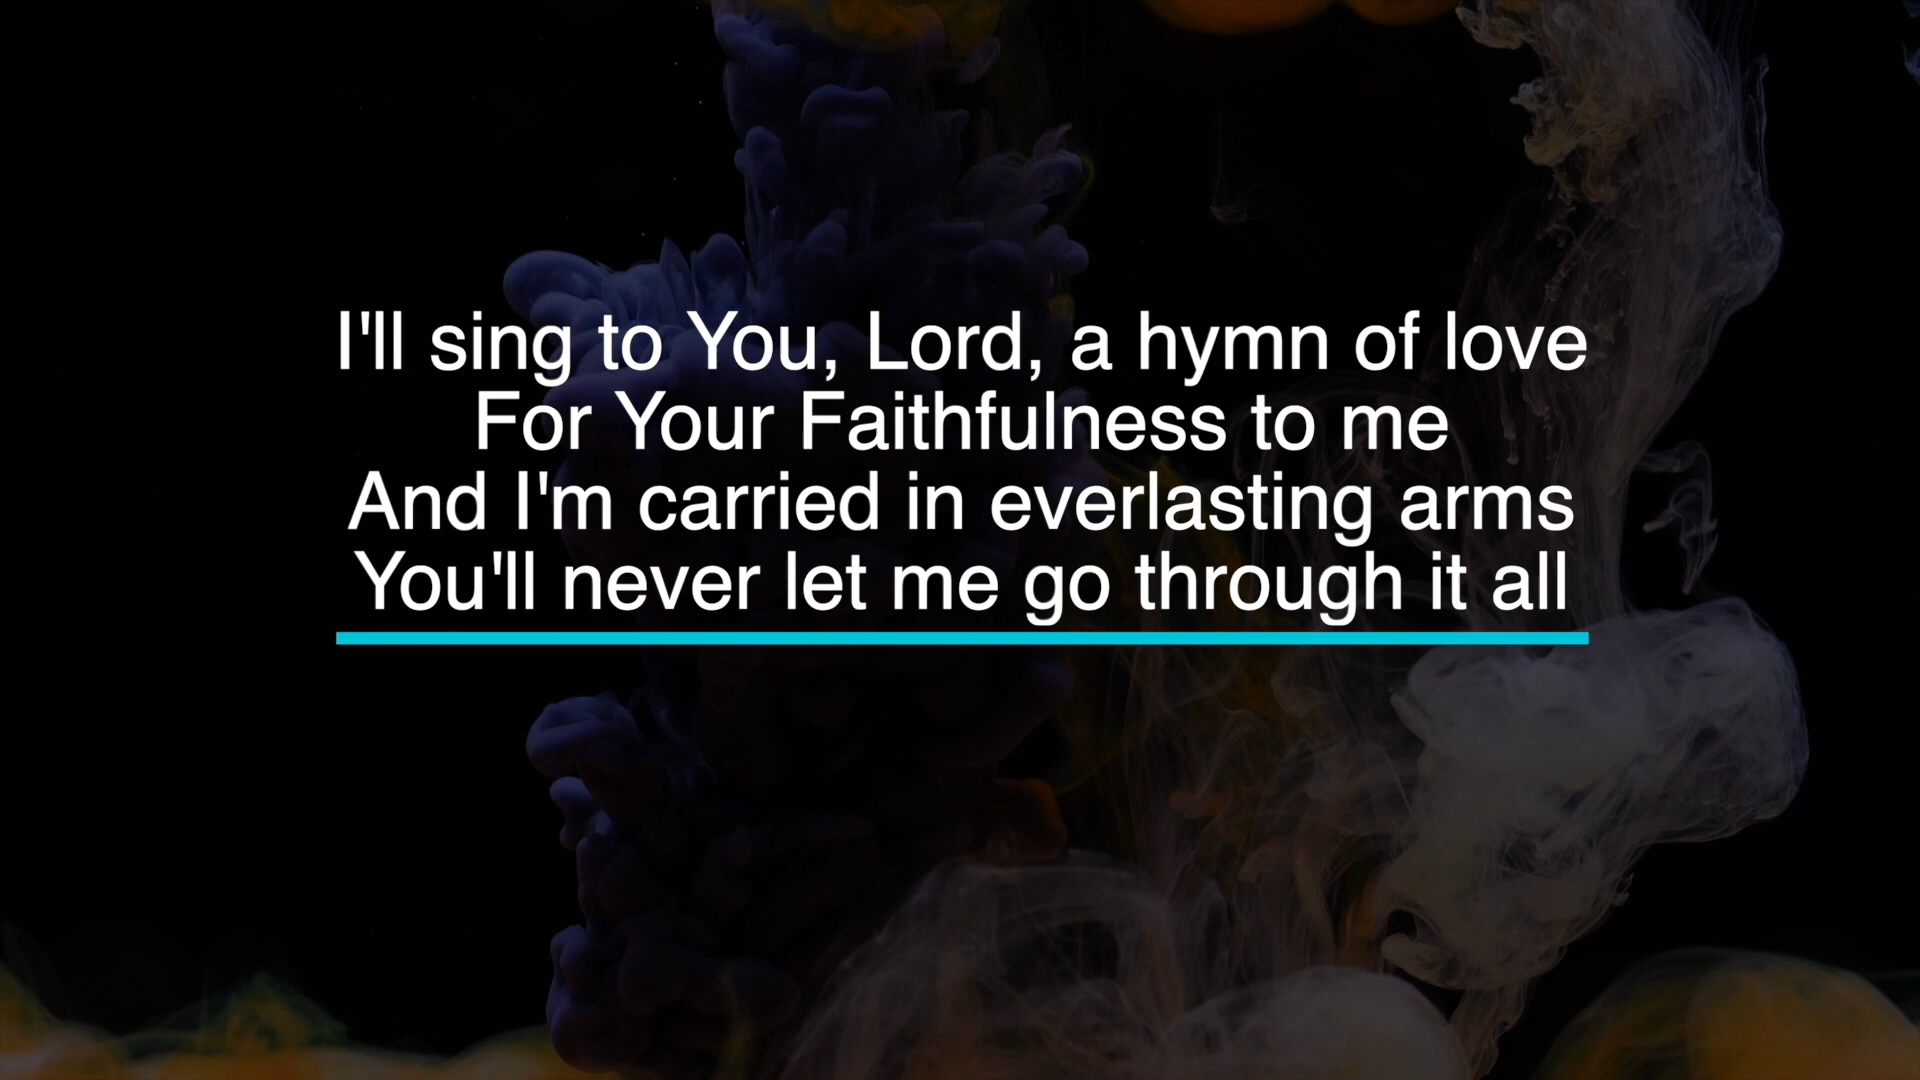 I'll sing to You, Lord, a hymn of love
For Your Faithfulness to me
And I'm carried in everlasting arms
You'll never let me go through it all